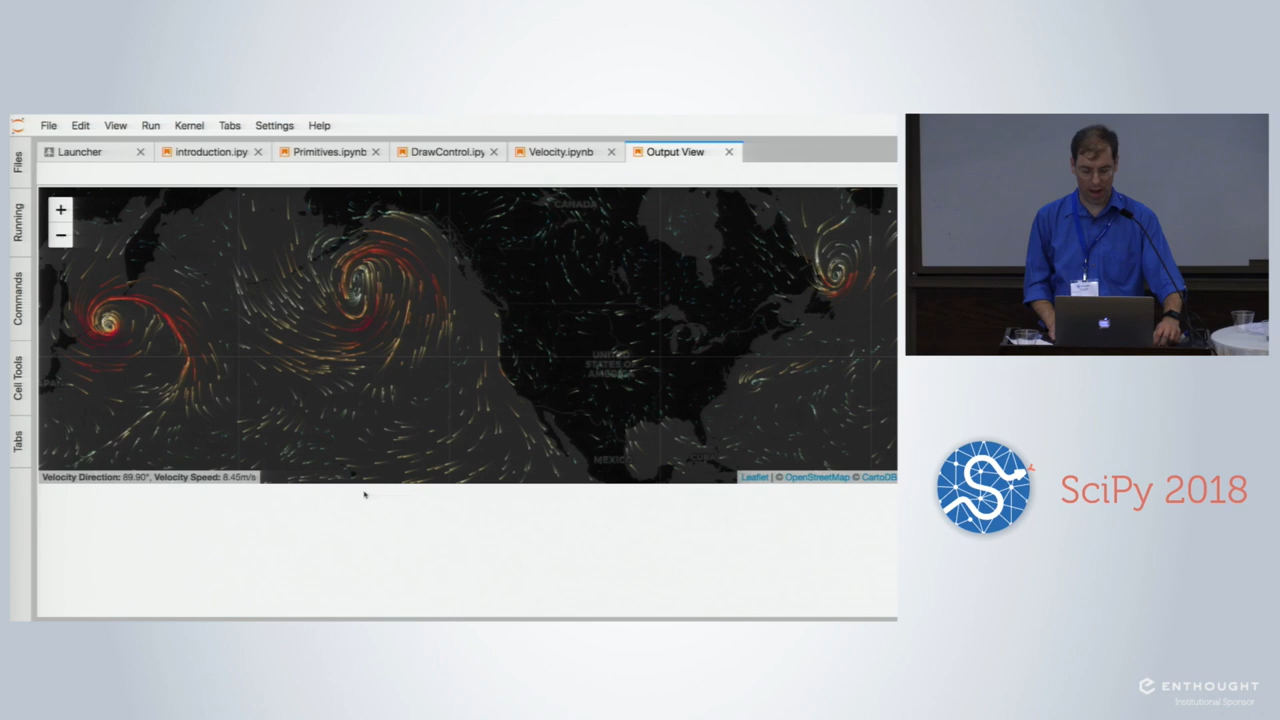 File Edit View Run Kernel Tabs Settings Help
Files
Running
Commands
Cell Tools
Tabs
Launcher
introduction.ipy
Primitives.ipynb
DrawControl.ipy
Velocity.ipynb
Output View
+
−
CANADA
UNITED
STATES OF
AMERICA
MEXICO
CUBA
Velocity Direction: 89.90°, Velocity Speed: 8.45m/s
Leaflet | © OpenStreetMap © CartoDB
SciPy 2018
ENTHOUGHT
Institutional Sponsor